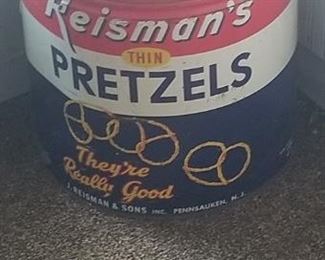 Reisman's
THIN
PRETZELS
They're
Really Good
J. REISMAN & SONS INC. PENNSAUKEN, N.J.